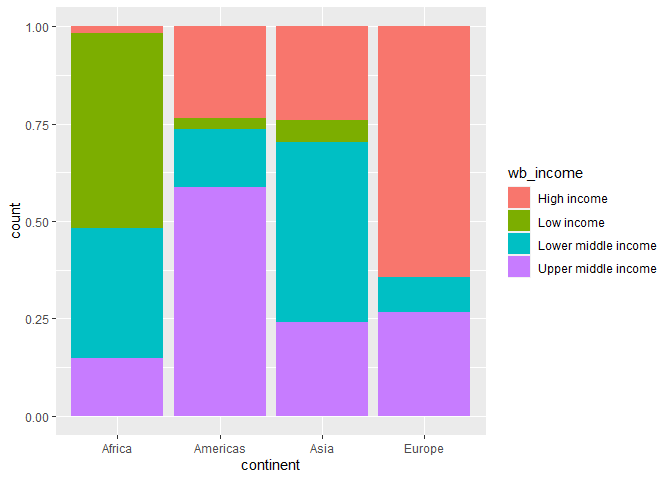 1.00
0.75
0.50
0.25
0.00
count
Africa Americas Asia Europe
continent
wb_income
High income
Low income
Lower middle income
Upper middle income